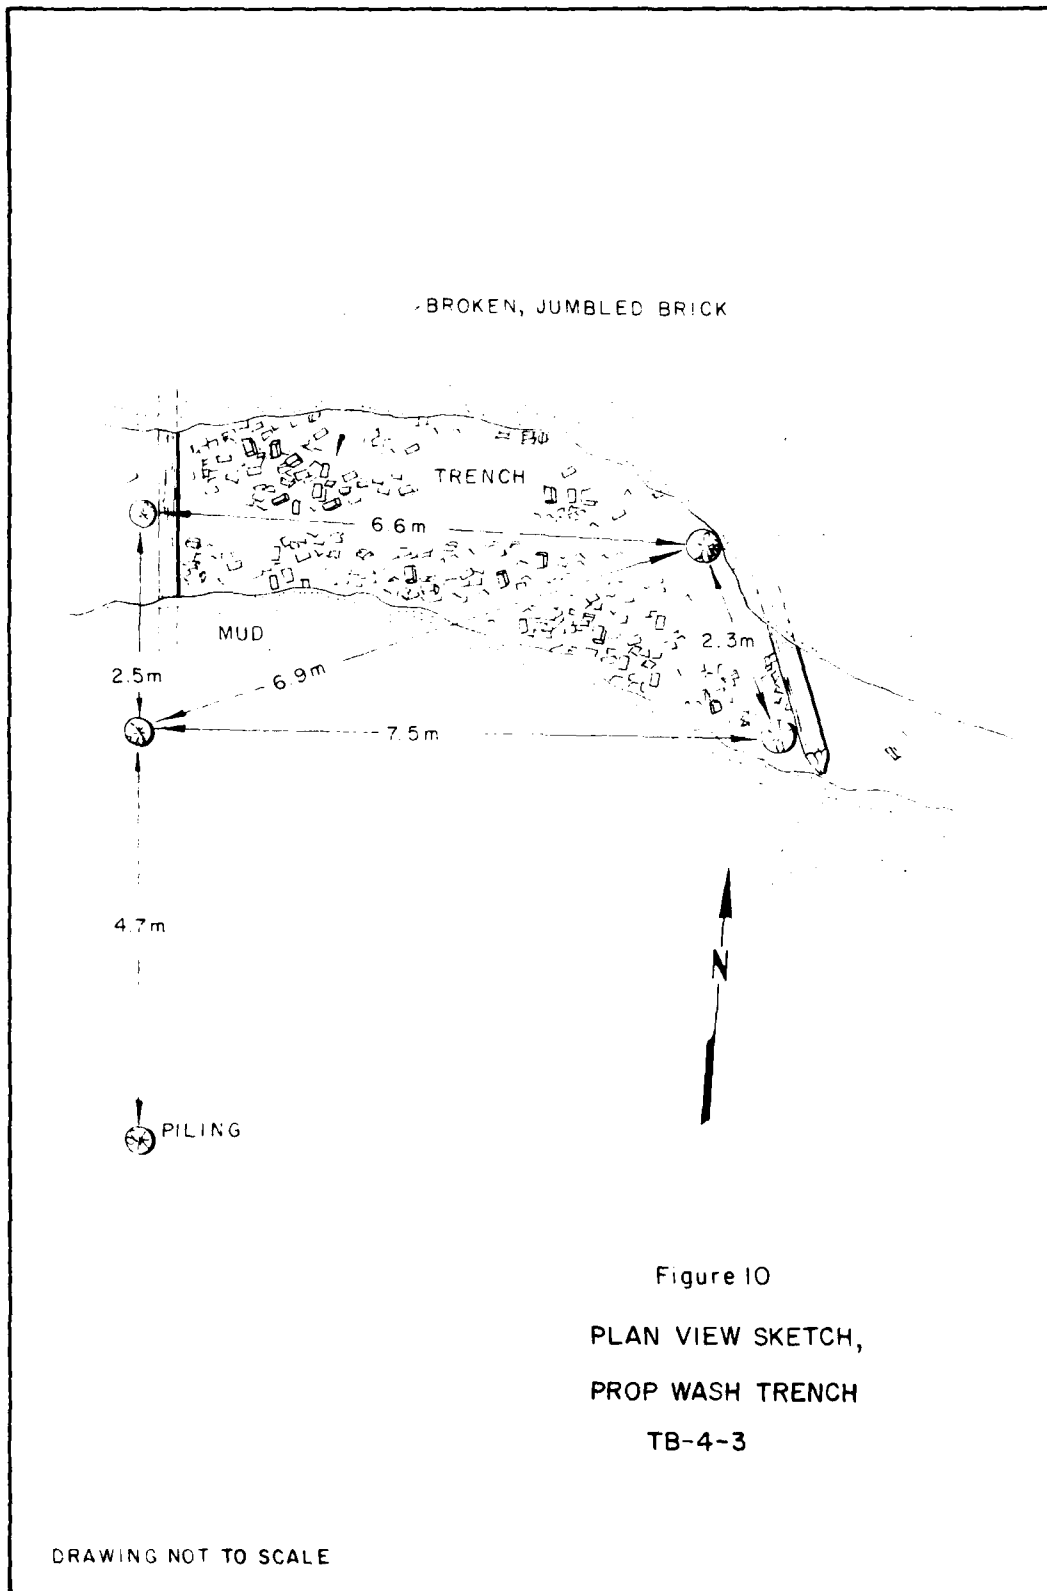 BROKEN, JUMBLED BRICK
TRENCH
6.6m
MUD
2.3m
2.5m
6.9m
7.5m
4.7m
N
PILING
Figure 10
PLAN VIEW SKETCH,
PROP WASH TRENCH
TB-4-3
DRAWING NOT TO SCALE